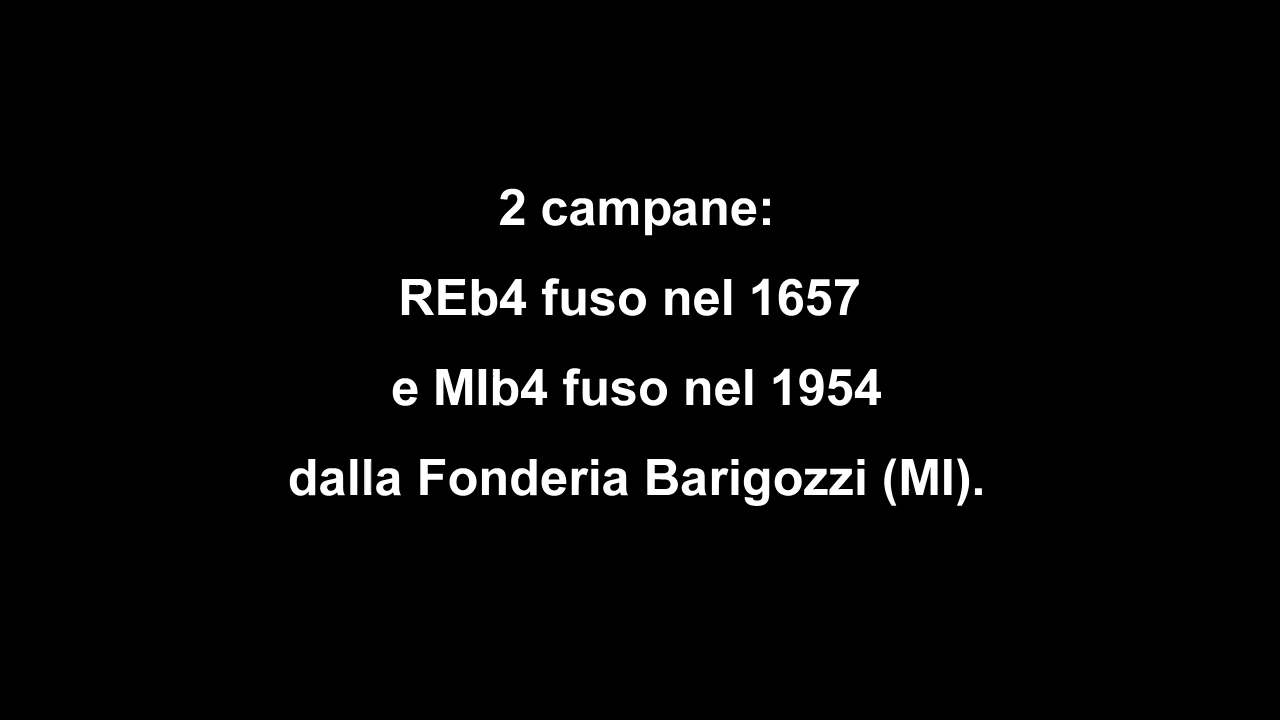 2 campane:
REb4 fuso nel 1657
e MIb4 fuso nel 1954
dalla Fonderia Barigozzi (MI).